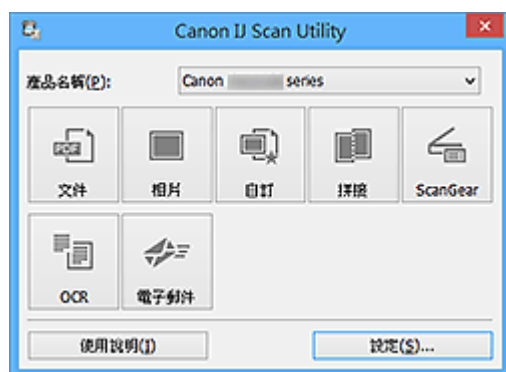 Canon IJ Scan Utility
產品名稱(P):
Canon series
文件 相片 自訂 拼接 ScanGear
OCR 電子郵件
使用說明(I) 設定(S)...